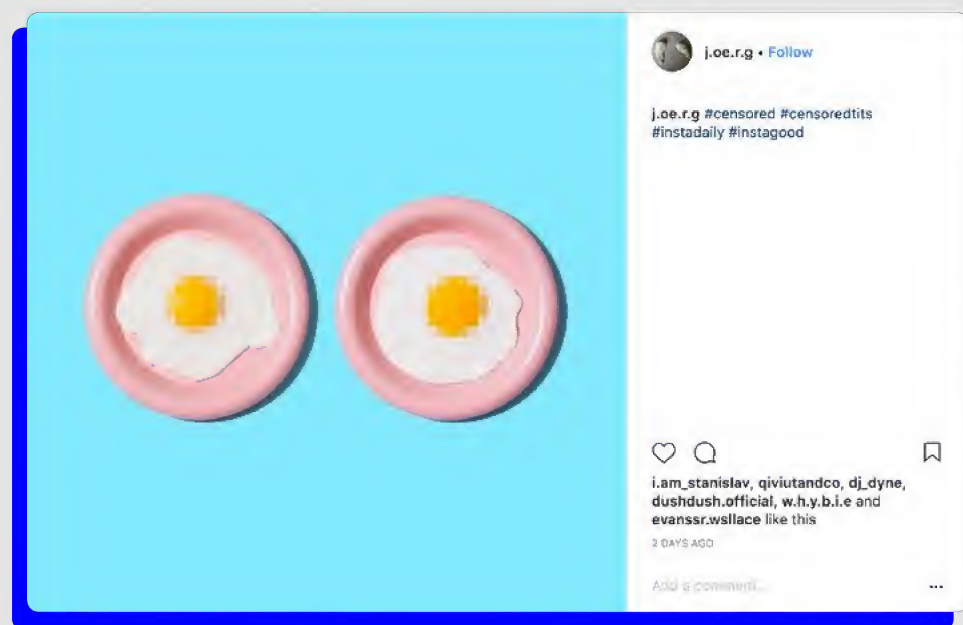 j.oe.r.g • Follow
j.oe.r.g #censored #censoredtits
#instadaily #instagood
i.am_stanislav, qiviutandco, dj_dyne,
dushdush.official, w.h.y.b.i.e and
evanssr.wsllace like this
2 DAYS AGO
Add a comment...